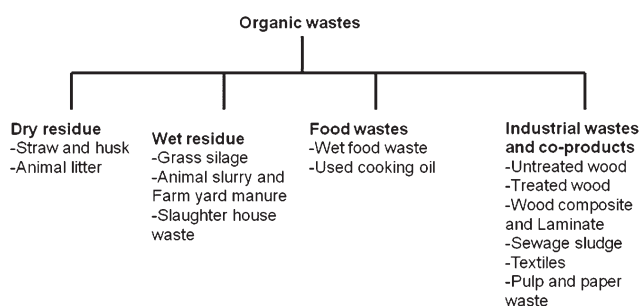 Organic wastes
Dry residue
-Straw and husk
-Animal litter
Wet residue
-Grass silage
-Animal slurry and
Farm yard manure
-Slaughter house
waste
Food wastes
-Wet food waste
-Used cooking oil
Industrial wastes
and co-products
-Untreated wood
-Treated wood
-Wood composite
and Laminate
-Sewage sludge
-Textiles
-Pulp and paper
waste